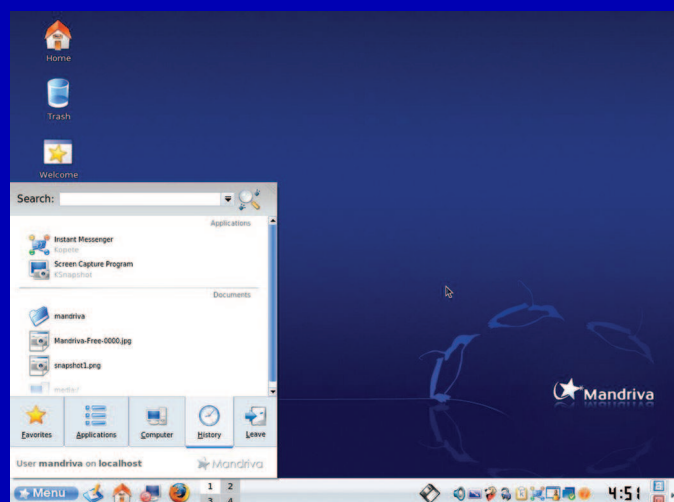 Home
Trash
Welcome
Search:
Applications
Instant Messenger
Kopete
Screen Capture Program
KSnapshot
Documents
mandriva
Mandriva-Free-0000.jpg
snapshot1.png
media:/
Favorites Applications Computer History Leave
User mandriva on localhost Mandriva
Mandriva
Menu 1 2 4:51
3 4